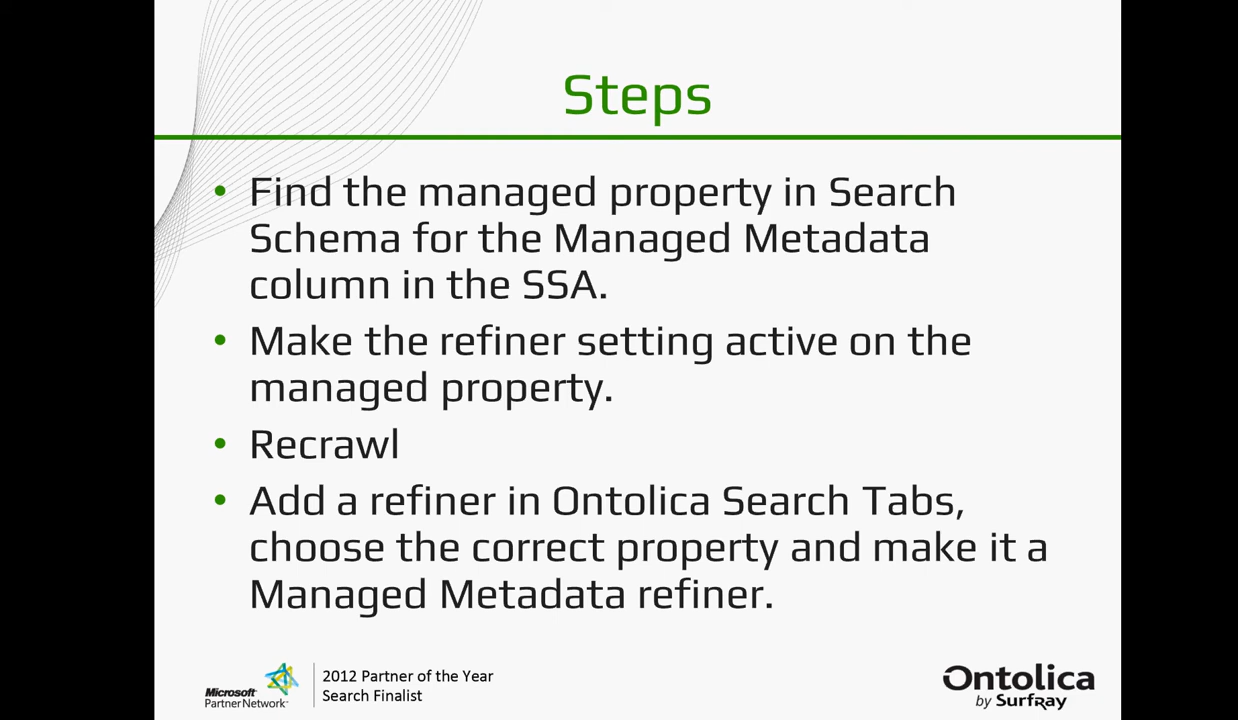 Steps
• Find the managed property in Search
Schema for the Managed Metadata
column in the SSA.
• Make the refiner setting active on the
managed property.
• Recrawl
• Add a refiner in Ontolica Search Tabs,
choose the correct property and make it a
Managed Metadata refiner.
Microsoft
Partner Network
2012 Partner of the Year
Search Finalist
Ontolica
by SurfRay